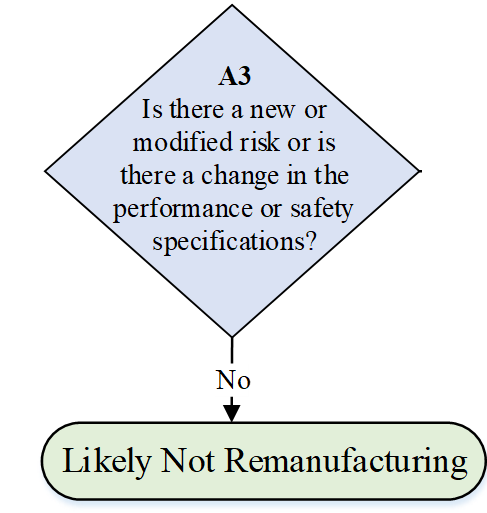 A3
Is there a new or
modified risk or is
there a change in the
performance or safety
specifications?
No
Likely Not Remanufacturing